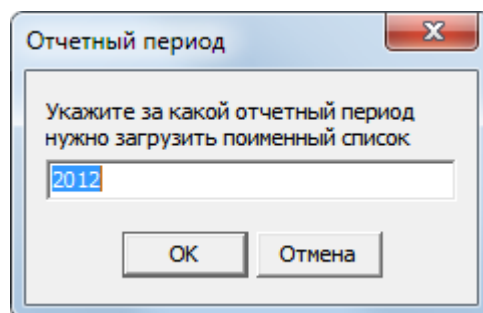 Отчетный период
Укажите за какой отчетный период
нужно загрузить поименный список
2012
OK
Отмена